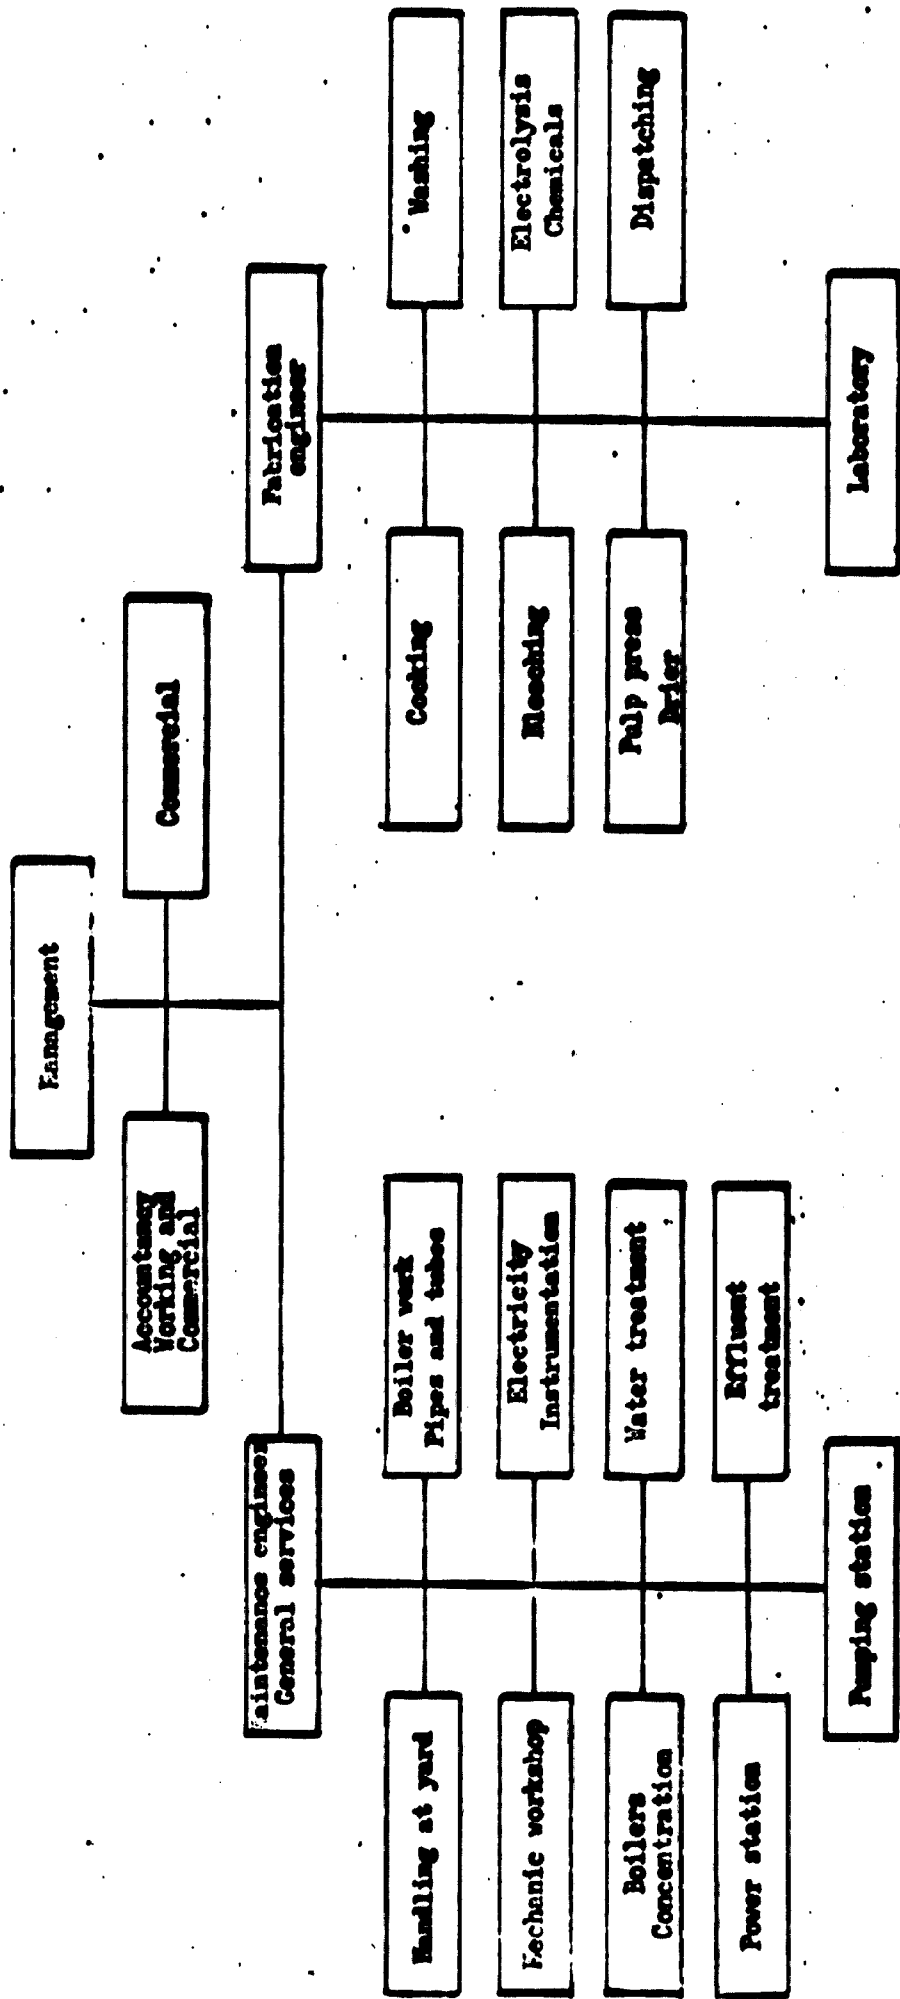 Management
Accountancy
Working and
Commercial
Commercial
Maintenance engineer
General services
Fabrication
engineer
Handling at yard
Boiler work
Pipes and tubes
Cooking
Washing
Mechanic workshop
Electricity
Instrumentation
Bleaching
Electrolysis
Chemicals
Boilers
Concentration
Water treatment
Pulp press
Drier
Dispatching
Power station
Effluent
treatment
Pumping station
Laboratory